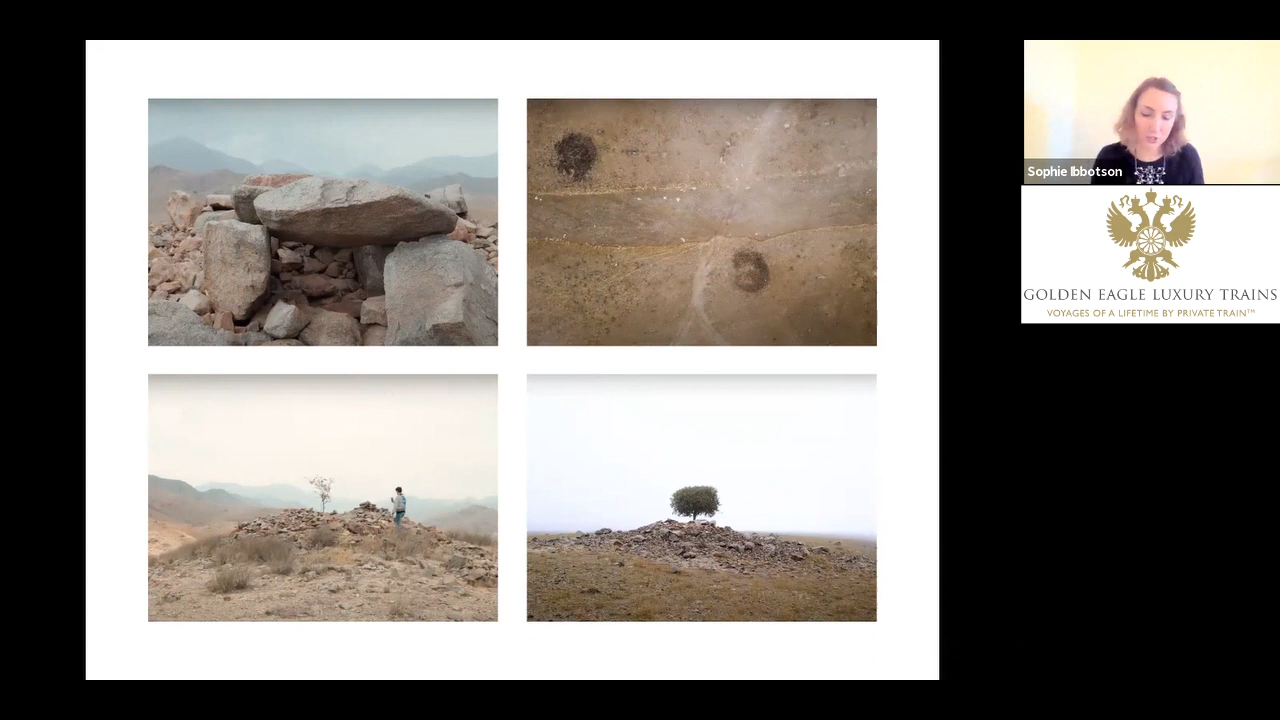 Sophie Ibbotson
GOLDEN EAGLE LUXURY TRAINS
VOYAGES OF A LIFETIME BY PRIVATE TRAIN™